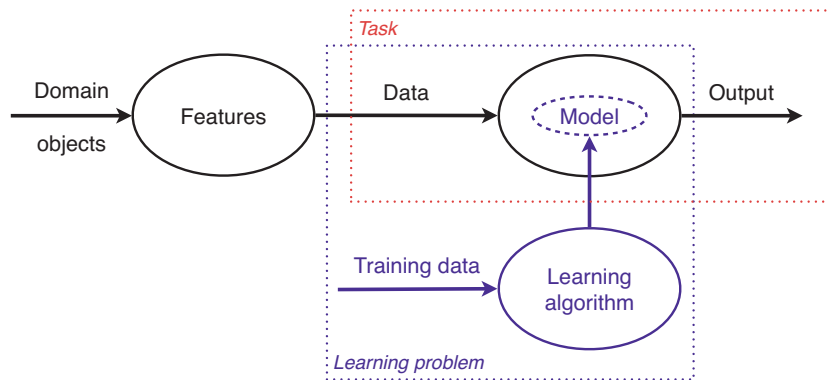 Task
Domain
objects
Features
Data
Model
Output
Training data
Learning
algorithm
Learning problem